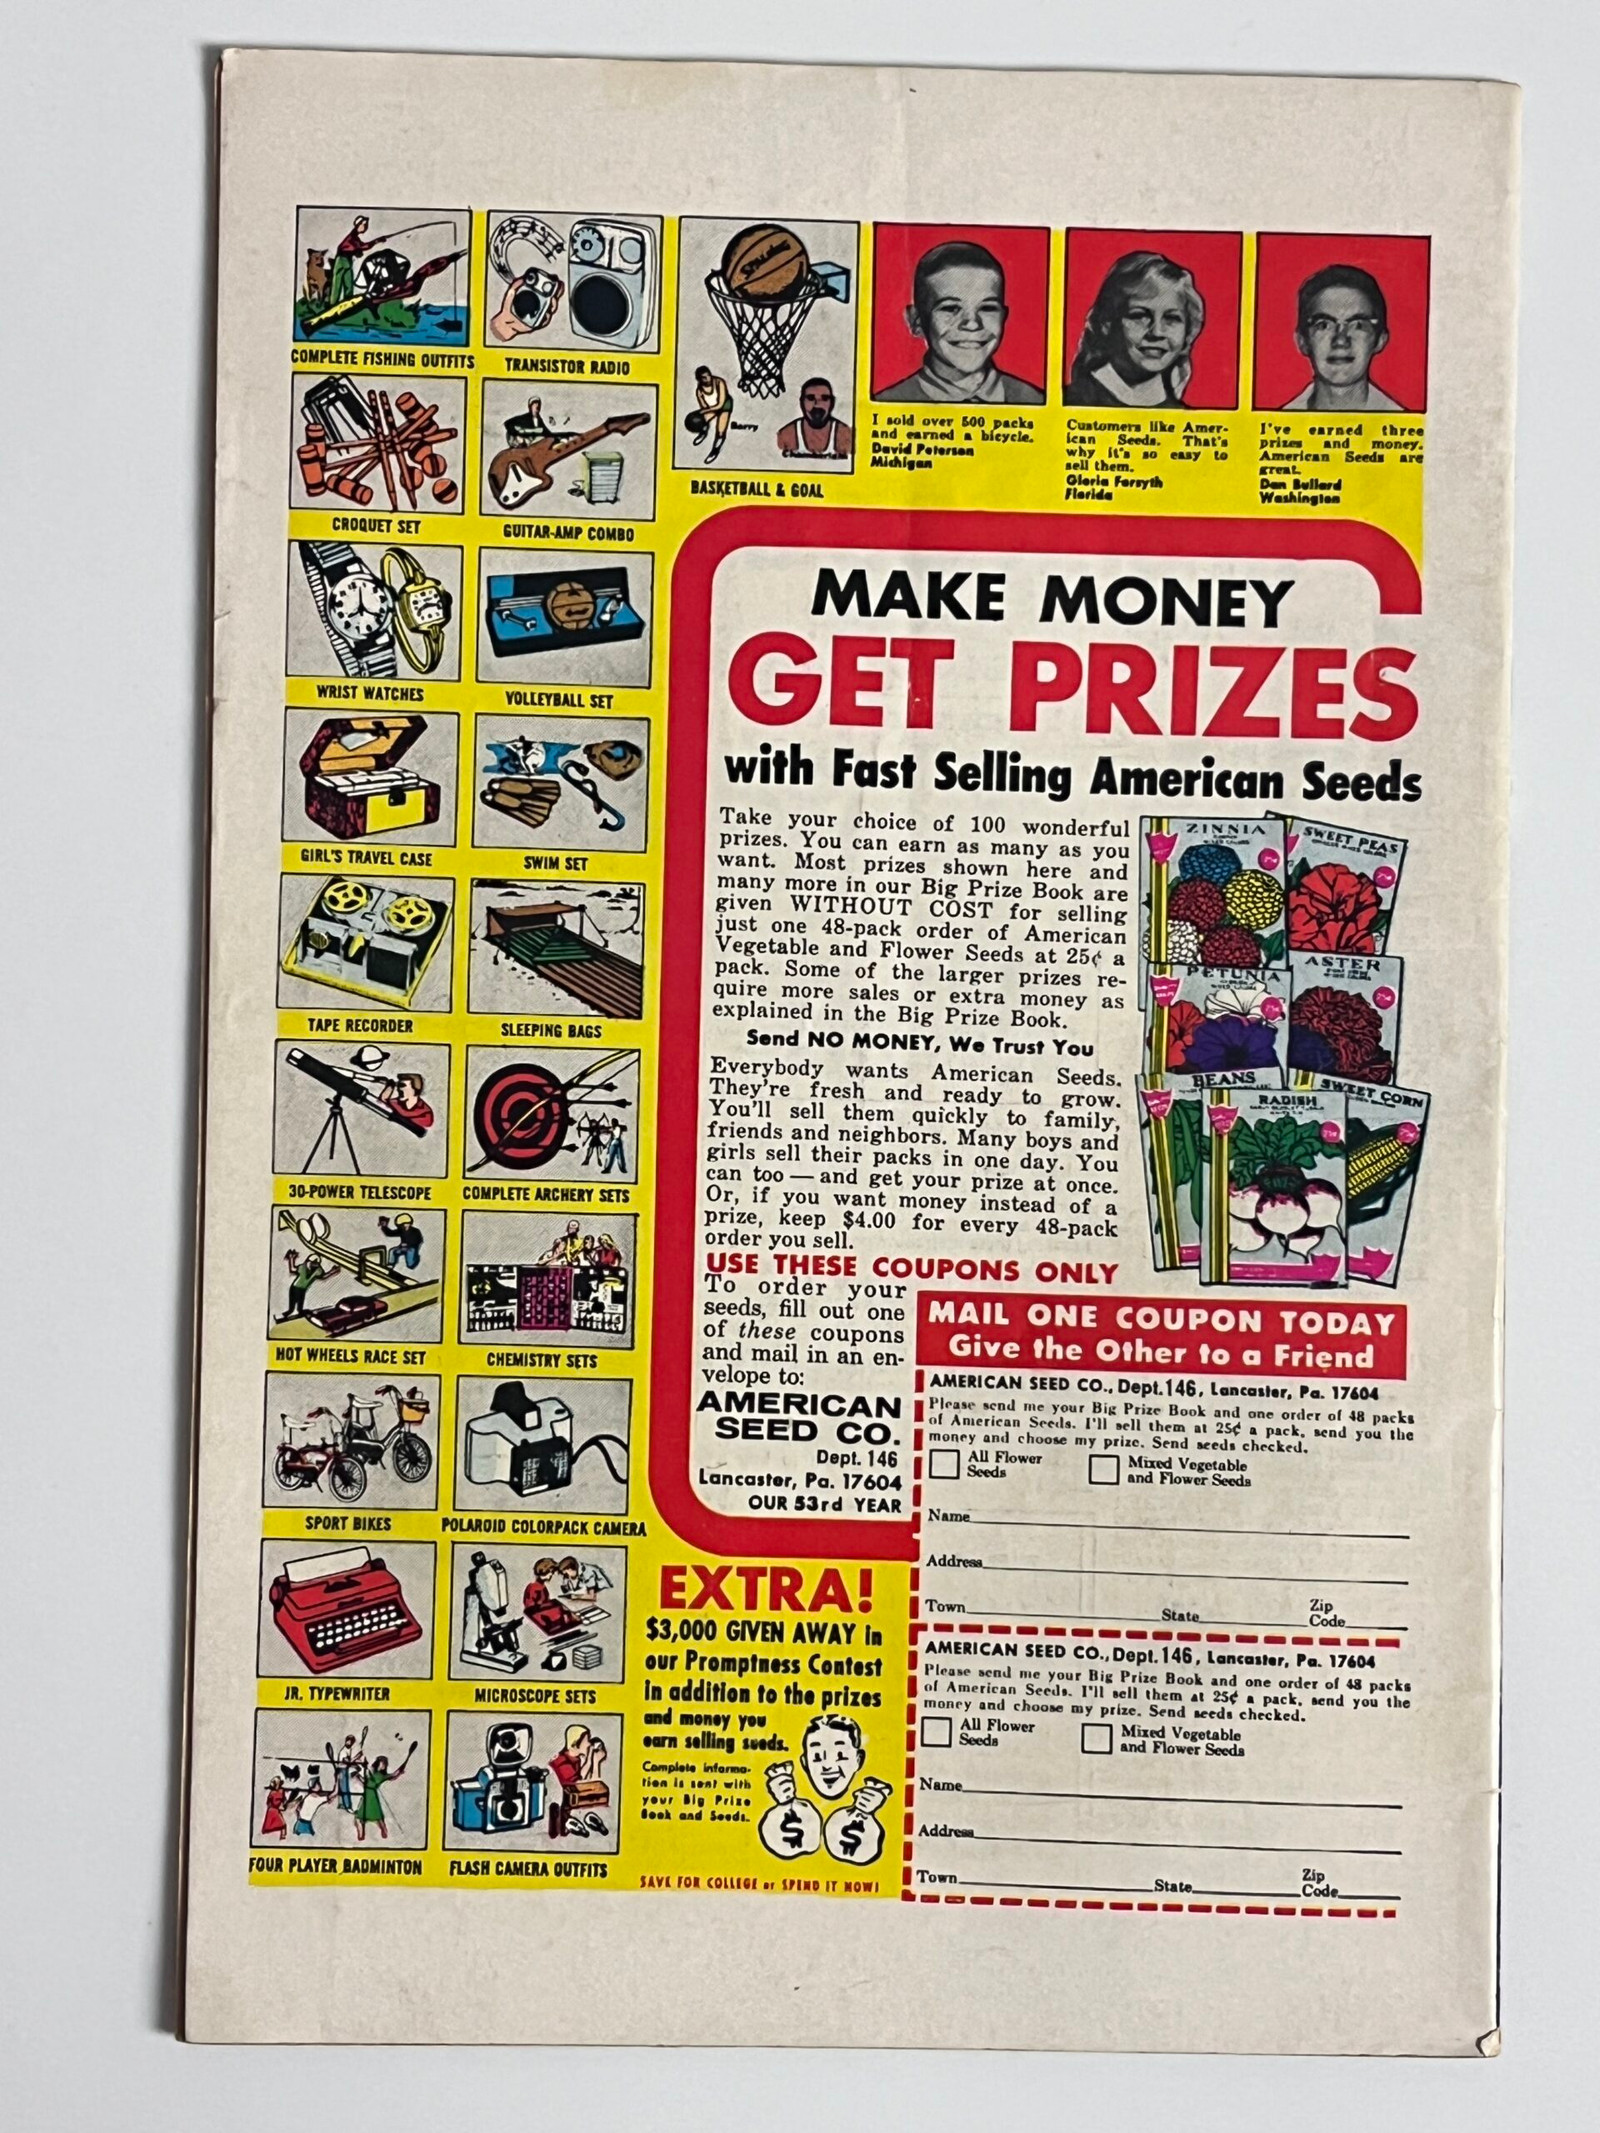 COMPLETE FISHING OUTFITS
TRANSISTOR RADIO
CROQUET SET
GUITAR-AMP COMBO
Spalding
Barry
Chamberlain
BASKETBALL & GOAL
WRIST WATCHES
VOLLEYBALL SET
GIRL'S TRAVEL CASE
SWIM SET
TAPE RECORDER
SLEEPING BAGS
30-POWER TELESCOPE
COMPLETE ARCHERY SETS
HOT WHEELS RACE SET
CHEMISTRY SETS
SPORT BIKES
POLAROID COLORPACK CAMERA
JR. TYPEWRITER
MICROSCOPE SETS
FOUR PLAYER BADMINTON
FLASH CAMERA OUTFITS
I sold over 500 packs
and earned a bicycle.
David Peterson
Michigan
Customers like Amer-
ican Seeds. That's
why it's so easy to
sell them.
Gloria Forsyth
Florida
I've earned three
prizes and money.
American Seeds are
great.
Dan Bullard
Washington
MAKE MONEY
GET PRIZES
with Fast Selling American Seeds
Take your choice of 100 wonderful
prizes. You can earn as many as you
want. Most prizes shown here and
many more in our Big Prize Book are
given WITHOUT COST for selling
just one 48-pack order of American
Vegetable and Flower Seeds at 25¢ a
pack. Some of the larger prizes re-
quire more sales or extra money as
explained in the Big Prize Book.
Send NO MONEY, We Trust You
Everybody wants American Seeds.
They're fresh and ready to grow.
You'll sell them quickly to family,
friends and neighbors. Many boys and
girls sell their packs in one day. You
can too — and get your prize at once.
Or, if you want money instead of a
prize, keep $4.00 for every 48-pack
order you sell.
ZINNIA
25¢
SWEET PEAS
25¢
PETUNIA
25¢
ASTER
25¢
BEANS
RADISH
25¢
SWEET CORN
25¢
USE THESE COUPONS ONLY
To order your
seeds, fill out one
of these coupons
and mail in an en-
velope to:
AMERICAN
SEED CO.
Dept. 146
Lancaster, Pa. 17604
OUR 53rd YEAR
MAIL ONE COUPON TODAY
Give the Other to a Friend
AMERICAN SEED CO., Dept. 146, Lancaster, Pa. 17604
Please send me your Big Prize Book and one order of 48 packs
of American Seeds. I'll sell them at 25¢ a pack, send you the
money and choose my prize. Send seeds checked.
All Flower
Seeds
Mixed Vegetable
and Flower Seeds
Name
Address
Town State Zip
Code
AMERICAN SEED CO., Dept. 146, Lancaster, Pa. 17604
Please send me your Big Prize Book and one order of 48 packs
of American Seeds. I'll sell them at 25¢ a pack, send you the
money and choose my prize. Send seeds checked.
All Flower
Seeds
Mixed Vegetable
and Flower Seeds
Name
Address
Town State Zip
Code
EXTRA!
$3,000 GIVEN AWAY in
our Promptness Contest
in addition to the prizes
and money you
earn selling seeds.
Complete informa-
tion is sent with
your Big Prize
Book and Seeds.
$ $
SAVE FOR COLLEGE or SPEND IT NOW!